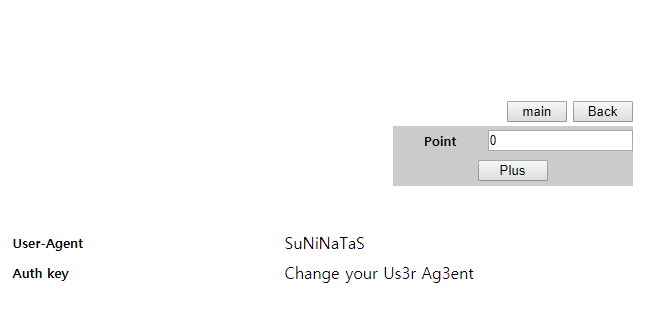 main Back
Point 0
Plus
User-Agent SuNiNaTaS
Auth key Change your Us3r Ag3ent